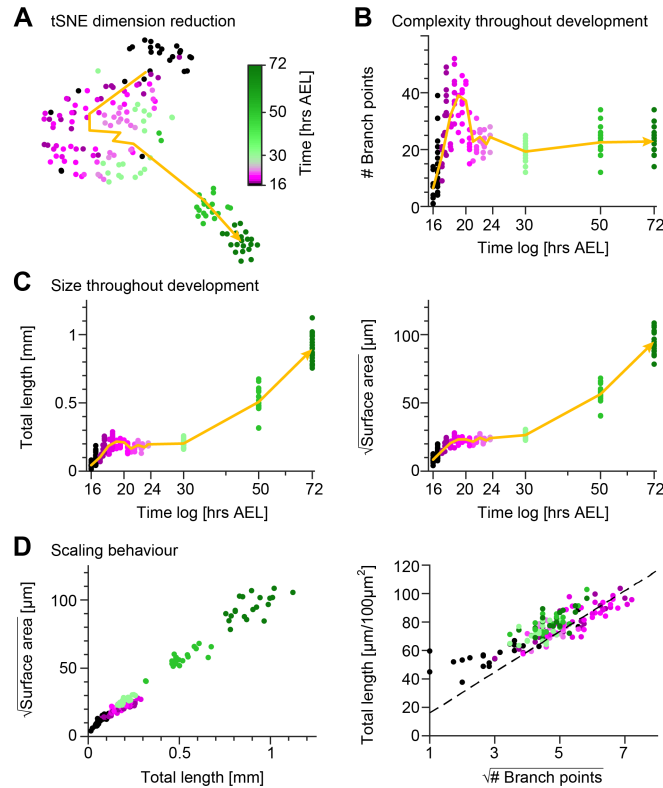 A tSNE dimension reduction
72
50
30
16
Time [hrs AEL]
B Complexity throughout development
# Branch points
40
20
0
16 20 24 30 50 72
Time log [hrs AEL]
C Size throughout development
Total length [mm]
1
0.5
0
16 20 24 30 50 72
Time log [hrs AEL]
√Surface area [µm]
100
50
0
16 20 24 30 50 72
Time log [hrs AEL]
D Scaling behaviour
√Surface area [µm]
100
50
0
0 0.5 1
Total length [mm]
Total length [µm/100µm²]
120
100
80
60
40
20
0
1 3 5 7
√# Branch points